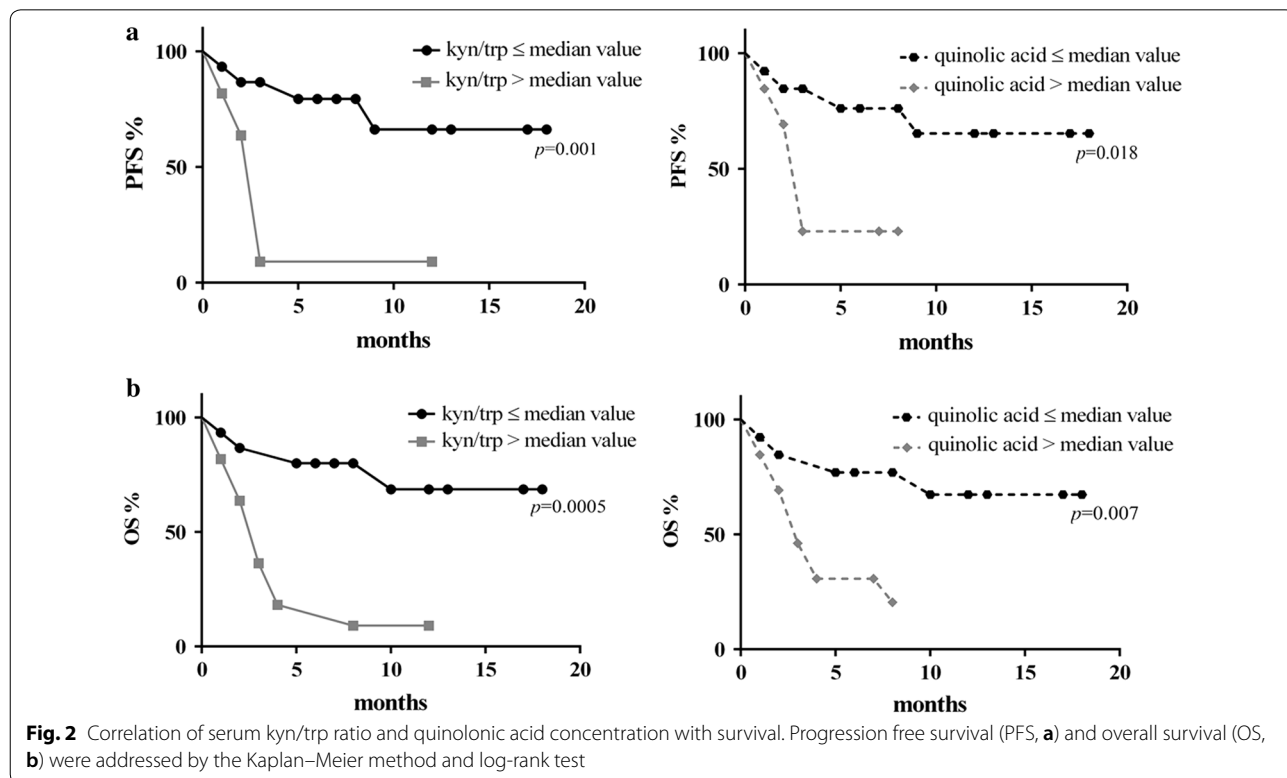 a
100
50
0
PFS %
kyn/trp ≤ median value
kyn/trp > median value
p=0.001
0 5 10 15 20
months
100
50
0
PFS %
quinolic acid ≤ median value
quinolic acid > median value
p=0.018
0 5 10 15 20
months
b
100
50
0
OS %
kyn/trp ≤ median value
kyn/trp > median value
p=0.0005
0 5 10 15 20
months
100
50
0
OS %
quinolic acid ≤ median value
quinolic acid > median value
p=0.007
0 5 10 15 20
months
Fig. 2 Correlation of serum kyn/trp ratio and quinolonic acid concentration with survival. Progression free survival (PFS, a) and overall survival (OS,
b) were addressed by the Kaplan–Meier method and log-rank test